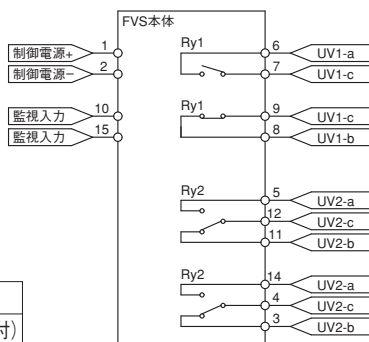 FVS本体
制御電源+ 1
制御電源− 2
監視入力 10
監視入力 15
Ry1 6 UV1-a
7 UV1-c
Ry1 9 UV1-c
8 UV1-b
Ry2 5 UV2-a
12 UV2-c
11 UV2-b
Ry2 14 UV2-a
4 UV2-c
3 UV2-b
付)